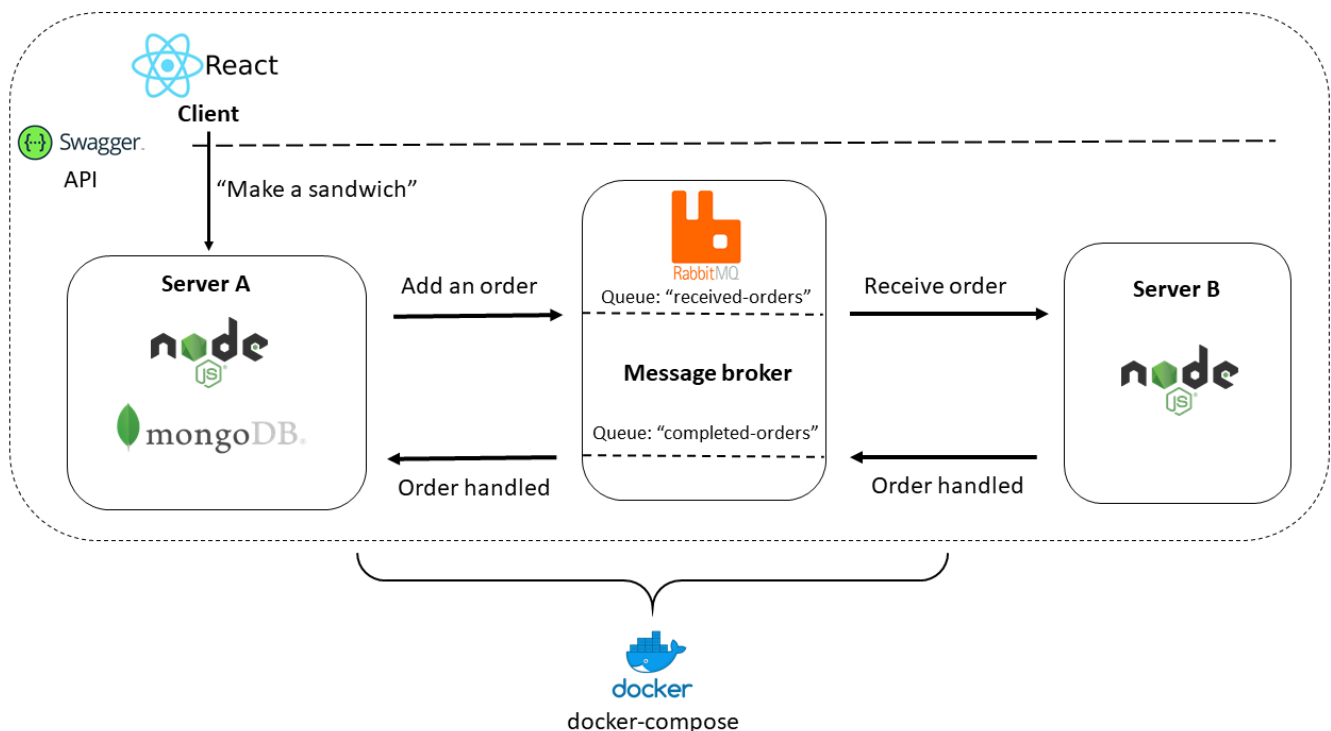 React
Client
{···} Swagger.
API
“Make a sandwich”
RabbitMQ
Server A
Add an order
Queue: “received-orders”
Receive order
Server B
node
JS
Message broker
node
JS
mongoDB.
Queue: “completed-orders”
Order handled
Order handled
docker
docker-compose